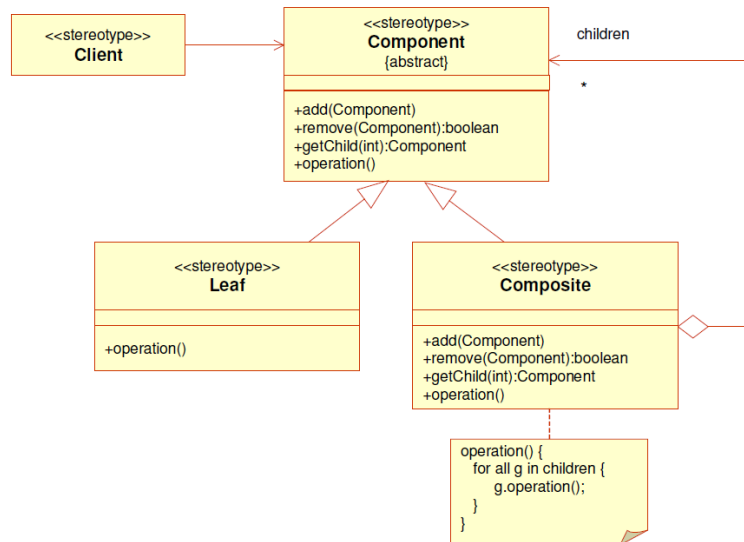 <<stereotype>>
Client
<<stereotype>>
Component
{abstract}
+add(Component)
+remove(Component):boolean
+getChild(int):Component
+operation()
children
*
<<stereotype>>
Leaf
+operation()
<<stereotype>>
Composite
+add(Component)
+remove(Component):boolean
+getChild(int):Component
+operation()
operation() {
for all g in children {
g.operation();
}
}